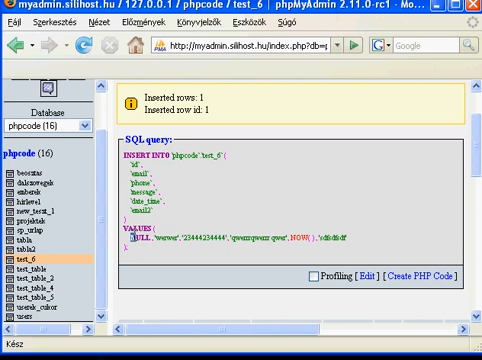 myadmin.silihost.hu / 127.0.0.1 / phpcode / test_6 | phpMyAdmin 2.11.0-rc1 - Mo...
Fájl Szerkesztés Nézet Előzmények Könyvjelzők Eszközök Súgó
http://myadmin.silihost.hu/index.php?db=p
Google
Database
phpcode (16)
phpcode (16)
beosztas
dalszovegek
emberek
hirlevel
new_teszt_1
projektek
sp_urlap
tabla
tabla2
test_6
test_table
test_table_2
test_table_4
test_table_5
userek_cukor
users
Inserted rows: 1
Inserted row id: 1
SQL query:
INSERT INTO `phpcode`.`test_6` (
`id` ,
`email` ,
`phone` ,
`message` ,
`date_time` ,
`email2`
)
VALUES (
NULL , 'werwer', '23444234444', 'qwerrqwerr qwer', NOW( ) , 'sdfsdfsdf'
);
Profiling [ Edit ] [ Create PHP Code ]
Kész